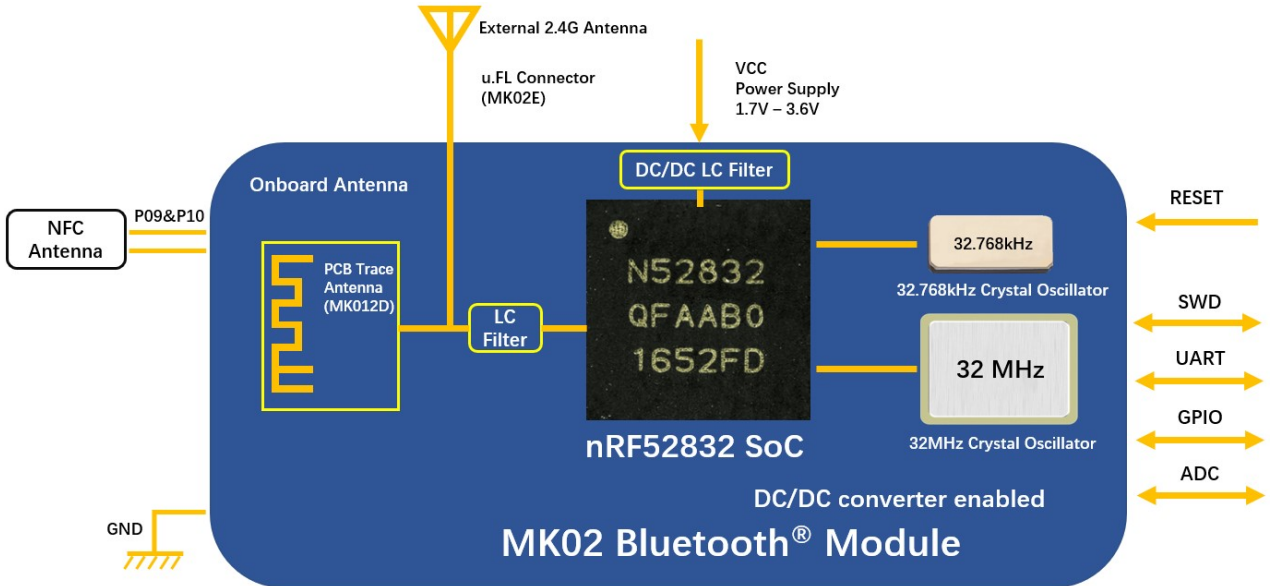 External 2.4G Antenna
u.FL Connector
(MK02E)
VCC
Power Supply
1.7V – 3.6V
DC/DC LC Filter
Onboard Antenna
P09&P10
NFC
Antenna
PCB Trace
Antenna
(MK012D)
LC
Filter
N52832
QFAAB0
1652FD
nRF52832 SoC
32.768kHz
32.768kHz Crystal Oscillator
32 MHz
32MHz Crystal Oscillator
RESET
SWD
UART
GPIO
ADC
GND
DC/DC converter enabled
MK02 Bluetooth® Module